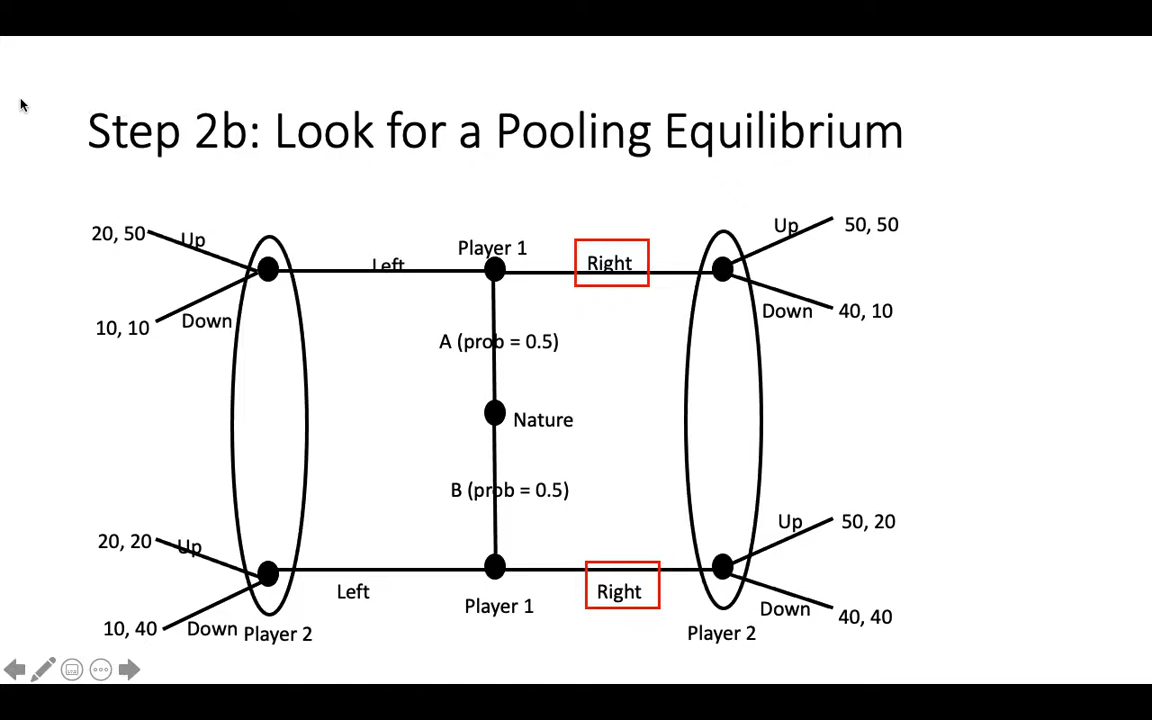 Step 2b: Look for a Pooling Equilibrium
20, 50
Up
Left
Player 1
Right
Up
50, 50
10, 10
Down
Down
40, 10
A (prob = 0.5)
Nature
B (prob = 0.5)
20, 20
Up
Up
50, 20
Left
Player 1
Right
10, 40
Down
Player 2
Down
40, 40
Player 2